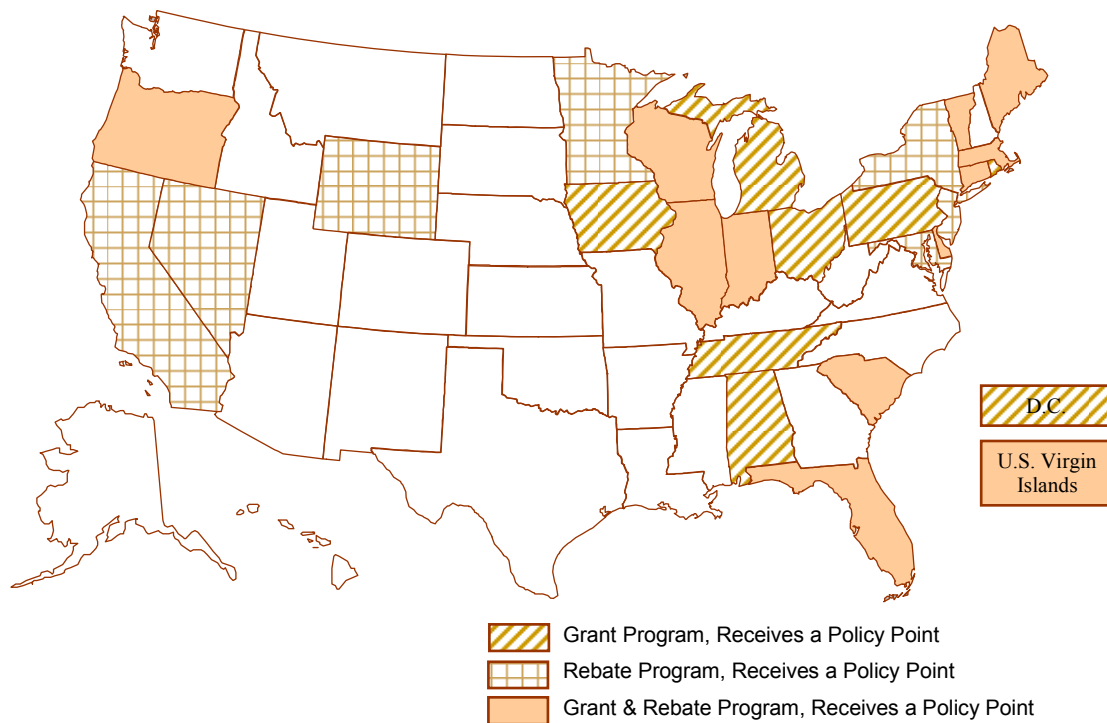 D.C.
U.S. Virgin
Islands
Grant Program, Receives a Policy Point
Rebate Program, Receives a Policy Point
Grant & Rebate Program, Receives a Policy Point